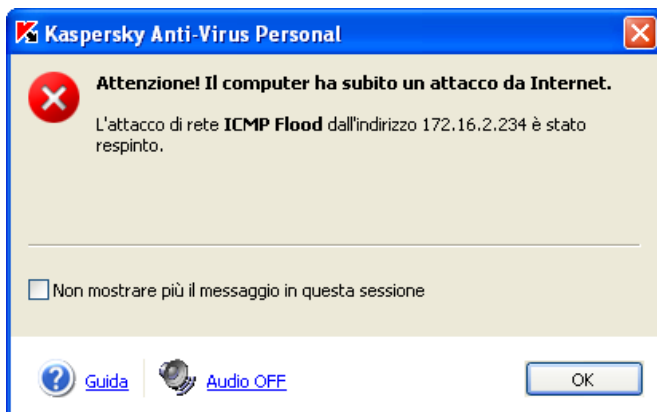 Kaspersky Anti-Virus Personal
Attenzione! Il computer ha subito un attacco da Internet.
L'attacco di rete ICMP Flood dall'indirizzo 172.16.2.234 è stato
respinto.
Non mostrare più il messaggio in questa sessione
Guida Audio OFF OK